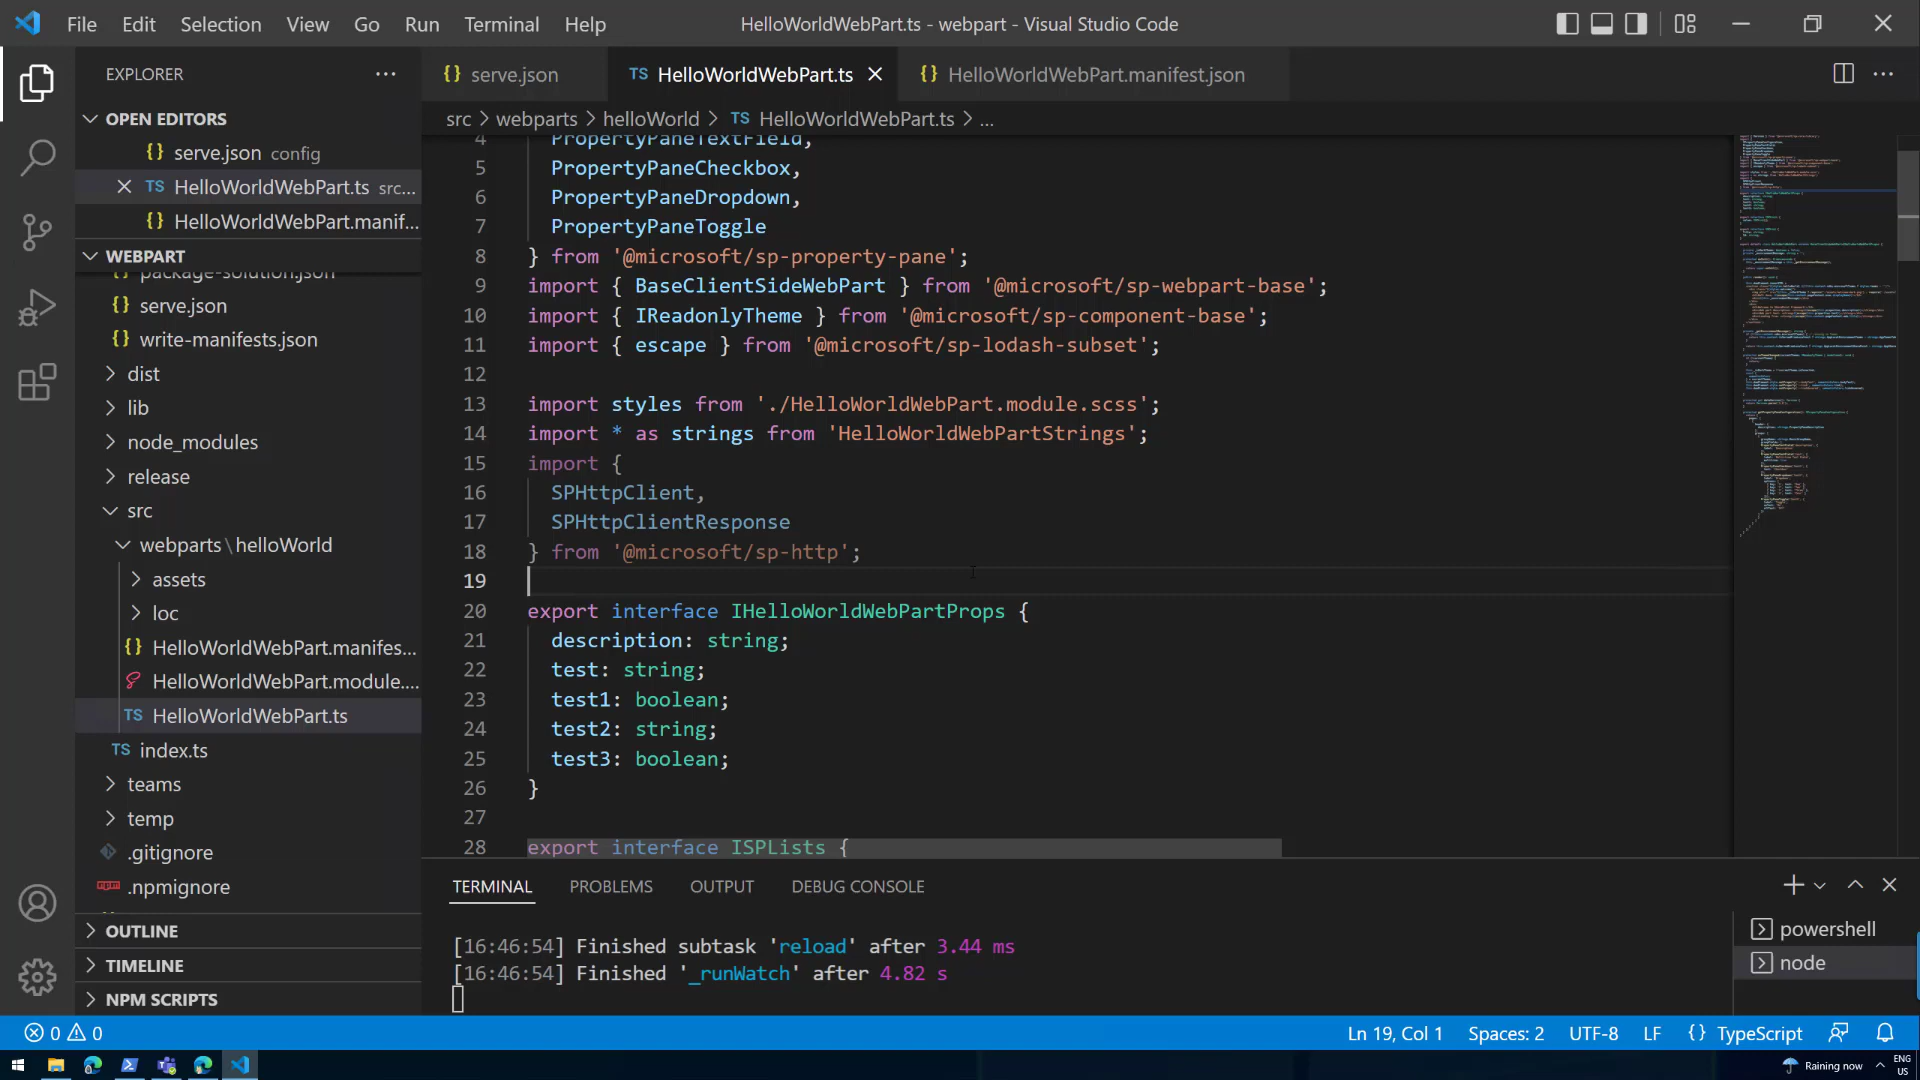 File Edit Selection View Go Run Terminal Help
HelloWorldWebPart.ts - webpart - Visual Studio Code
EXPLORER
OPEN EDITORS
{} serve.json config
TS HelloWorldWebPart.ts src...
{} HelloWorldWebPart.manif...
WEBPART
package-solution.json
{} serve.json
{} write-manifests.json
dist
lib
node_modules
release
src
webparts\helloWorld
assets
loc
{} HelloWorldWebPart.manifes...
HelloWorldWebPart.module....
TS HelloWorldWebPart.ts
TS index.ts
teams
temp
.gitignore
.npmignore
OUTLINE
TIMELINE
NPM SCRIPTS
{} serve.json
TS HelloWorldWebPart.ts
{} HelloWorldWebPart.manifest.json
src > webparts > helloWorld > TS HelloWorldWebPart.ts > ...
4 PropertyPaneTextField,
5 PropertyPaneCheckbox,
6 PropertyPaneDropdown,
7 PropertyPaneToggle
8 } from '@microsoft/sp-property-pane';
9 import { BaseClientSideWebPart } from '@microsoft/sp-webpart-base';
10 import { IReadonlyTheme } from '@microsoft/sp-component-base';
11 import { escape } from '@microsoft/sp-lodash-subset';
12
13 import styles from './HelloWorldWebPart.module.scss';
14 import * as strings from 'HelloWorldWebPartStrings';
15 import {
16 SPHttpClient,
17 SPHttpClientResponse
18 } from '@microsoft/sp-http';
19
20 export interface IHelloWorldWebPartProps {
21 description: string;
22 test: string;
23 test1: boolean;
24 test2: string;
25 test3: boolean;
26 }
27
28 export interface ISPLists {
TERMINAL PROBLEMS OUTPUT DEBUG CONSOLE
[16:46:54] Finished subtask 'reload' after 3.44 ms
[16:46:54] Finished '_runWatch' after 4.82 s
powershell
node
0 0
Ln 19, Col 1 Spaces: 2 UTF-8 LF {} TypeScript
Raining now
ENG
US